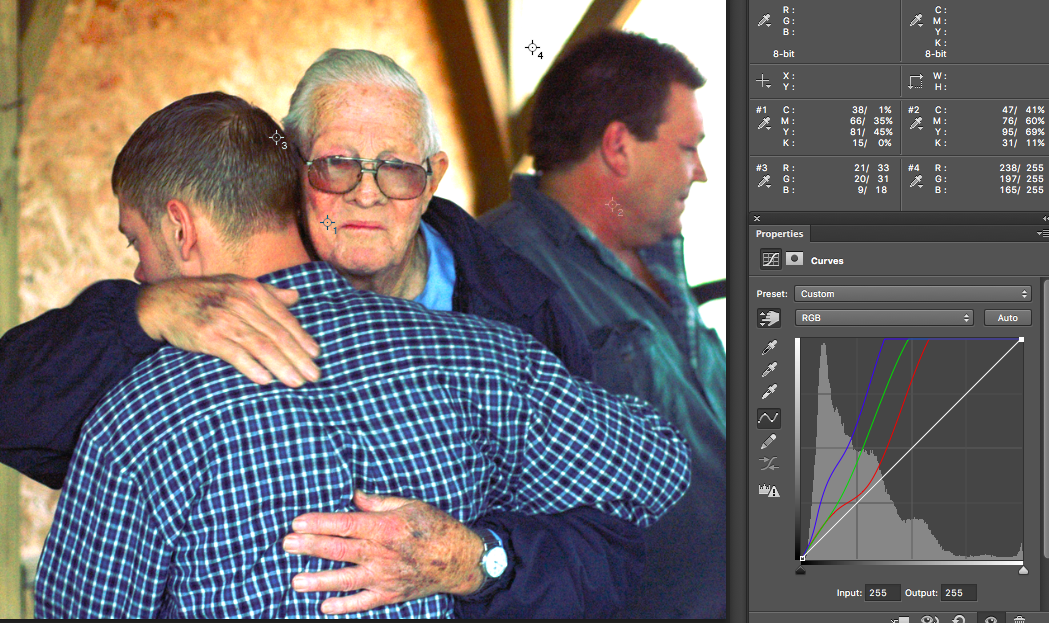 R :
G :
B :
8-bit
C :
M :
Y :
K :
8-bit
X :
Y :
W :
H :
#1 C : 38/ 1%
M : 66/ 35%
Y : 81/ 45%
K : 15/ 0%
#2 C : 47/ 41%
M : 76/ 60%
Y : 95/ 69%
K : 31/ 11%
#3 R : 21/ 33
G : 20/ 31
B : 9/ 18
#4 R : 238/ 255
G : 197/ 255
B : 165/ 255
Properties
Curves
Preset: Custom
RGB Auto
Input: 255 Output: 255
4
3
2
1